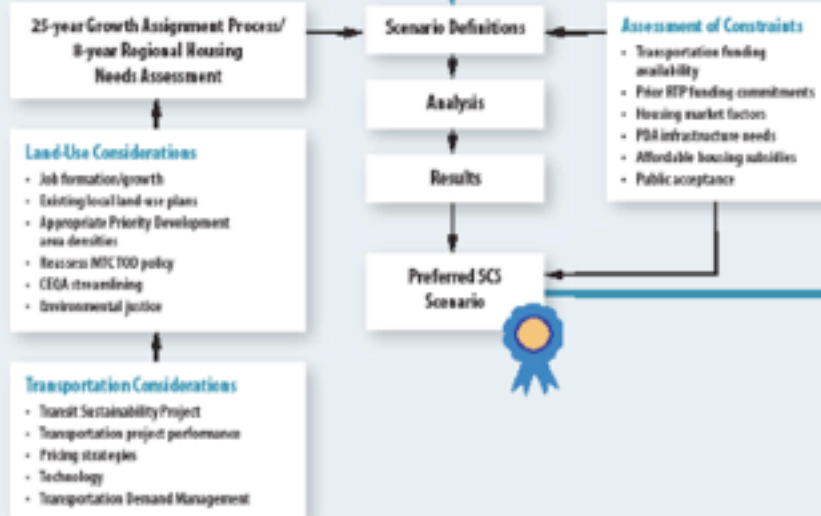 25-year Growth Assignment Process/
8-year Regional Housing
Needs Assessment
Land-Use Considerations
• Job formation/growth
• Existing local land-use plans
• Appropriate Priority Development
area densities
• Reassess MTC TOD policy
• CEQA streamlining
• Environmental justice
Transportation Considerations
• Transit Sustainability Project
• Transportation project performance
• Pricing strategies
• Technology
• Transportation Demand Management
Scenario Definitions
Analysis
Results
Preferred SCS
Scenario
Assessment of Constraints
• Transportation funding
availability
• Prior RTP funding commitments
• Housing market factors
• PDA infrastructure needs
• Affordable housing subsidies
• Public acceptance